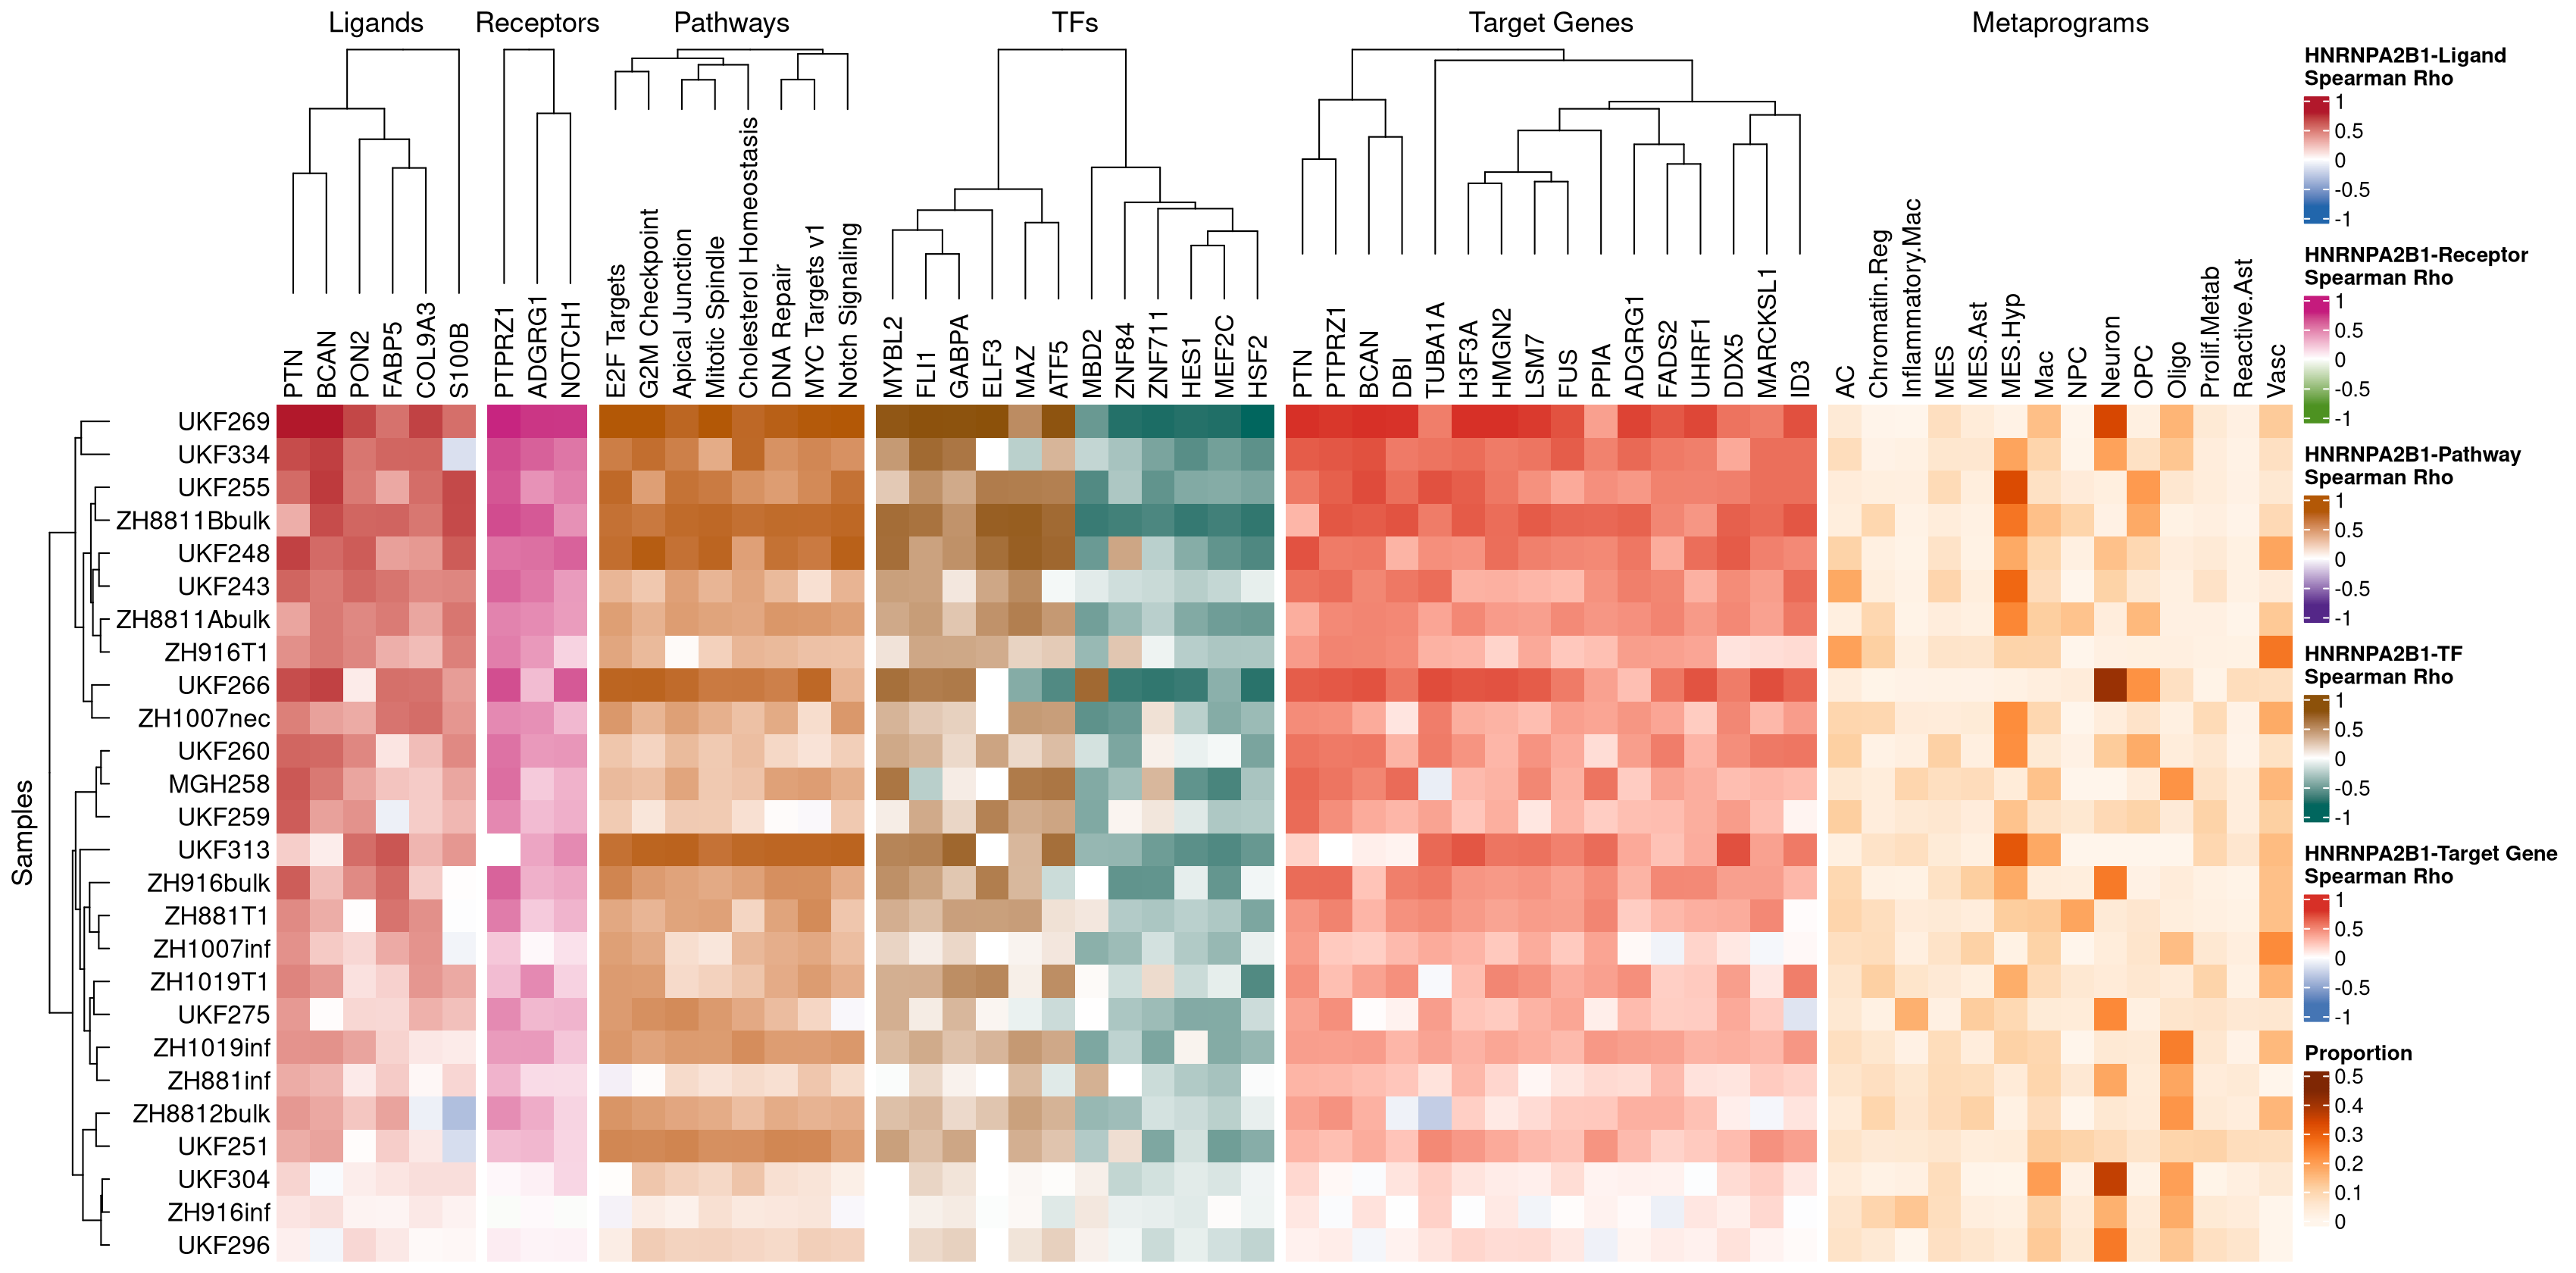 Ligands
Receptors
Pathways
TFs
Target Genes
Metaprograms
PTN
BCAN
PON2
FABP5
COL9A3
S100B
PTPRZ1
ADGRG1
NOTCH1
E2F Targets
G2M Checkpoint
Apical Junction
Mitotic Spindle
Cholesterol Homeostasis
DNA Repair
MYC Targets v1
Notch Signaling
MYBL2
FLI1
GABPA
ELF3
MAZ
ATF5
MBD2
ZNF84
ZNF711
HES1
MEF2C
HSF2
PTN
PTPRZ1
BCAN
DBI
TUBA1A
H3F3A
HMGN2
LSM7
FUS
PPIA
ADGRG1
FADS2
UHRF1
DDX5
MARCKSL1
ID3
AC
Chromatin.Reg
Inflammatory.Mac
MES
MES.Ast
MES.Hyp
Mac
NPC
Neuron
OPC
Oligo
Prolif.Metab
Reactive.Ast
Vasc
Samples
UKF269
UKF334
UKF255
ZH8811Bbulk
UKF248
UKF243
ZH8811Abulk
ZH916T1
UKF266
ZH1007nec
UKF260
MGH258
UKF259
UKF313
ZH916bulk
ZH881T1
ZH1007inf
ZH1019T1
UKF275
ZH1019inf
ZH881inf
ZH8812bulk
UKF251
UKF304
ZH916inf
UKF296
HNRNPA2B1-Ligand
Spearman Rho
1
0.5
0
-0.5
-1
HNRNPA2B1-Receptor
Spearman Rho
1
0.5
0
-0.5
-1
HNRNPA2B1-Pathway
Spearman Rho
1
0.5
0
-0.5
-1
HNRNPA2B1-TF
Spearman Rho
1
0.5
0
-0.5
-1
HNRNPA2B1-Target Gene
Spearman Rho
1
0.5
0
-0.5
-1
Proportion
0.5
0.4
0.3
0.2
0.1
0